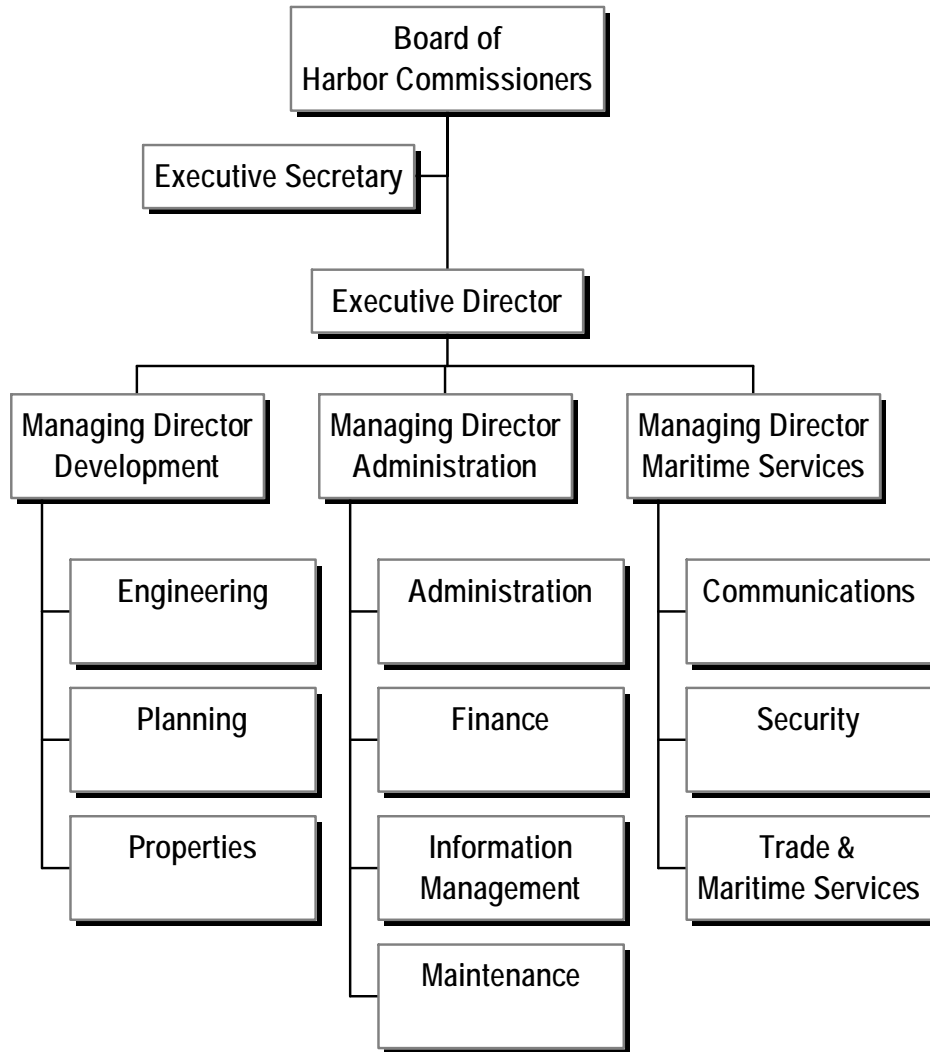 Board of
Harbor Commissioners
Executive Secretary
Executive Director
Managing Director
Development
Managing Director
Administration
Managing Director
Maritime Services
Engineering
Administration
Communications
Planning
Finance
Security
Properties
Information
Management
Trade &
Maritime Services
Maintenance